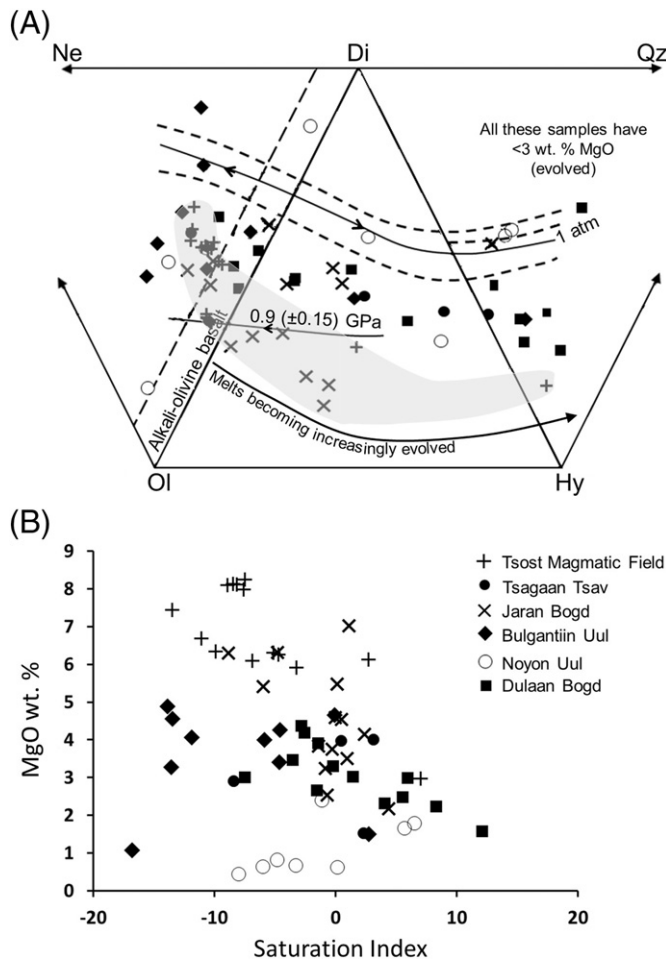 (A)
Ne
Di
Qz
All these samples have
<3 wt. % MgO
(evolved)
1 atm
0.9 (±0.15) GPa
Alkali-olivine basalt
Melts becoming increasingly evolved
Ol
Hy
(B)
9
8
7
6
5
4
3
2
1
0
MgO wt. %
Tsost Magmatic Field
Tsagaan Tsav
Jaran Bogd
Bulgantiin Uul
Noyon Uul
Dulaan Bogd
-20
-10
0
10
20
Saturation Index